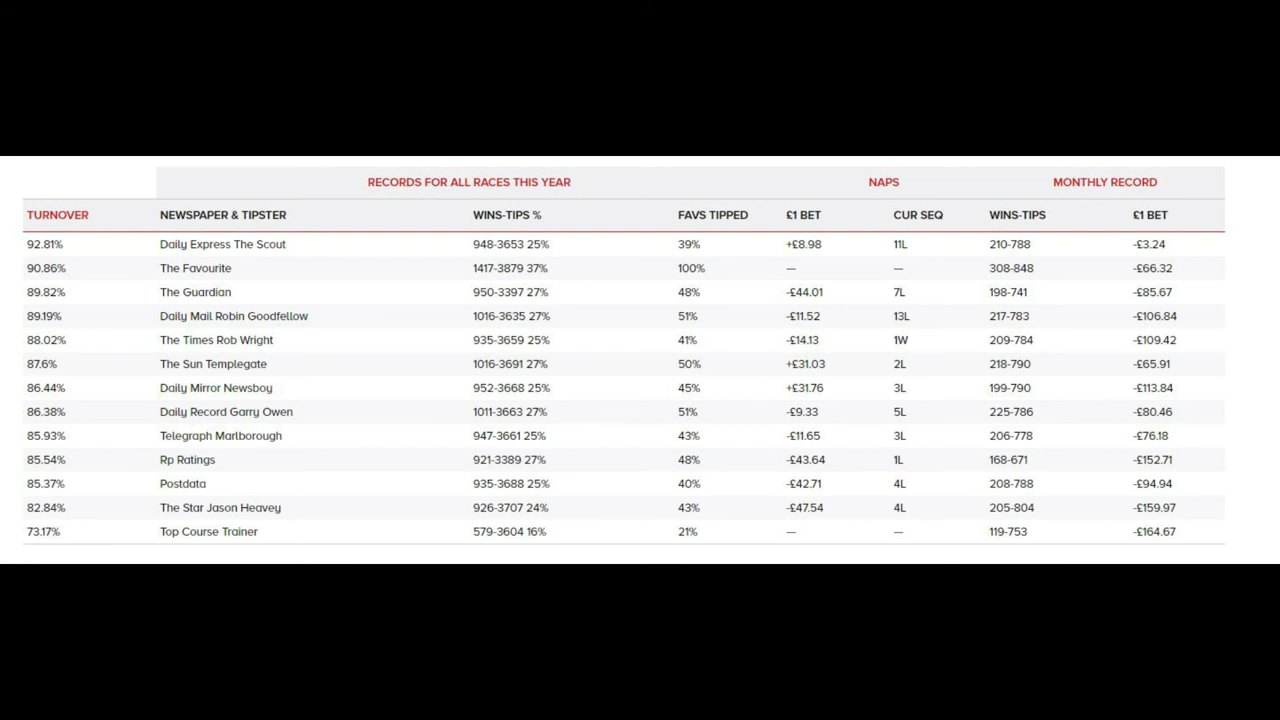 RECORDS FOR ALL RACES THIS YEAR NAPS MONTHLY RECORD
TURNOVER NEWSPAPER & TIPSTER WINS-TIPS % FAVS TIPPED £1 BET CUR SEQ WINS-TIPS £1 BET
92.81% Daily Express The Scout 948-3653 25% 39% +£8.98 11L 210-788 -£3.24
90.86% The Favourite 1417-3879 37% 100% — — 308-848 -£66.32
89.82% The Guardian 950-3397 27% 48% -£44.01 7L 198-741 -£85.67
89.19% Daily Mail Robin Goodfellow 1016-3635 27% 51% -£11.52 13L 217-783 -£106.84
88.02% The Times Rob Wright 935-3659 25% 41% -£14.13 1W 209-784 -£109.42
87.6% The Sun Templegate 1016-3691 27% 50% +£31.03 2L 218-790 -£65.91
86.44% Daily Mirror Newsboy 952-3668 25% 45% +£31.76 3L 199-790 -£113.84
86.38% Daily Record Garry Owen 1011-3663 27% 51% -£9.33 5L 225-786 -£80.46
85.93% Telegraph Marlborough 947-3661 25% 43% -£11.65 3L 206-778 -£76.18
85.54% Rp Ratings 921-3389 27% 48% -£43.64 1L 168-671 -£152.71
85.37% Postdata 935-3688 25% 40% -£42.71 4L 208-788 -£94.94
82.84% The Star Jason Heavey 926-3707 24% 43% -£47.54 4L 205-804 -£159.97
73.17% Top Course Trainer 579-3604 16% 21% — — 119-753 -£164.67